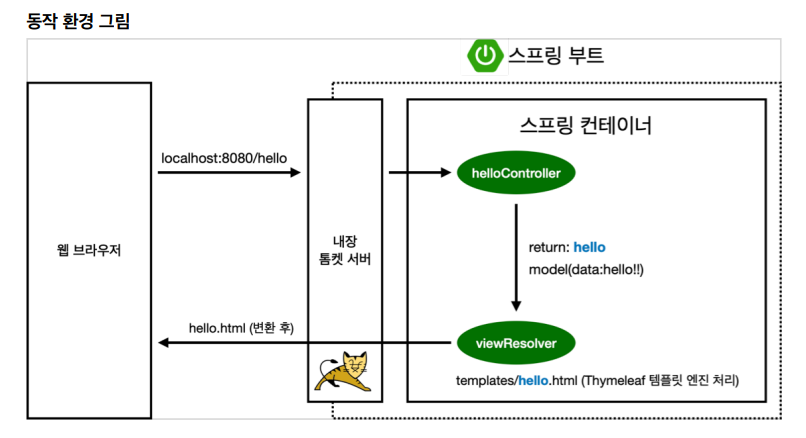 동작 환경 그림
스프링 부트
스프링 컨테이너
localhost:8080/hello
helloController
웹 브라우저
내장
톰켓 서버
return: hello
model(data:hello!!)
hello.html (변환 후)
viewResolver
templates/hello.html (Thymeleaf 템플릿 엔진 처리)